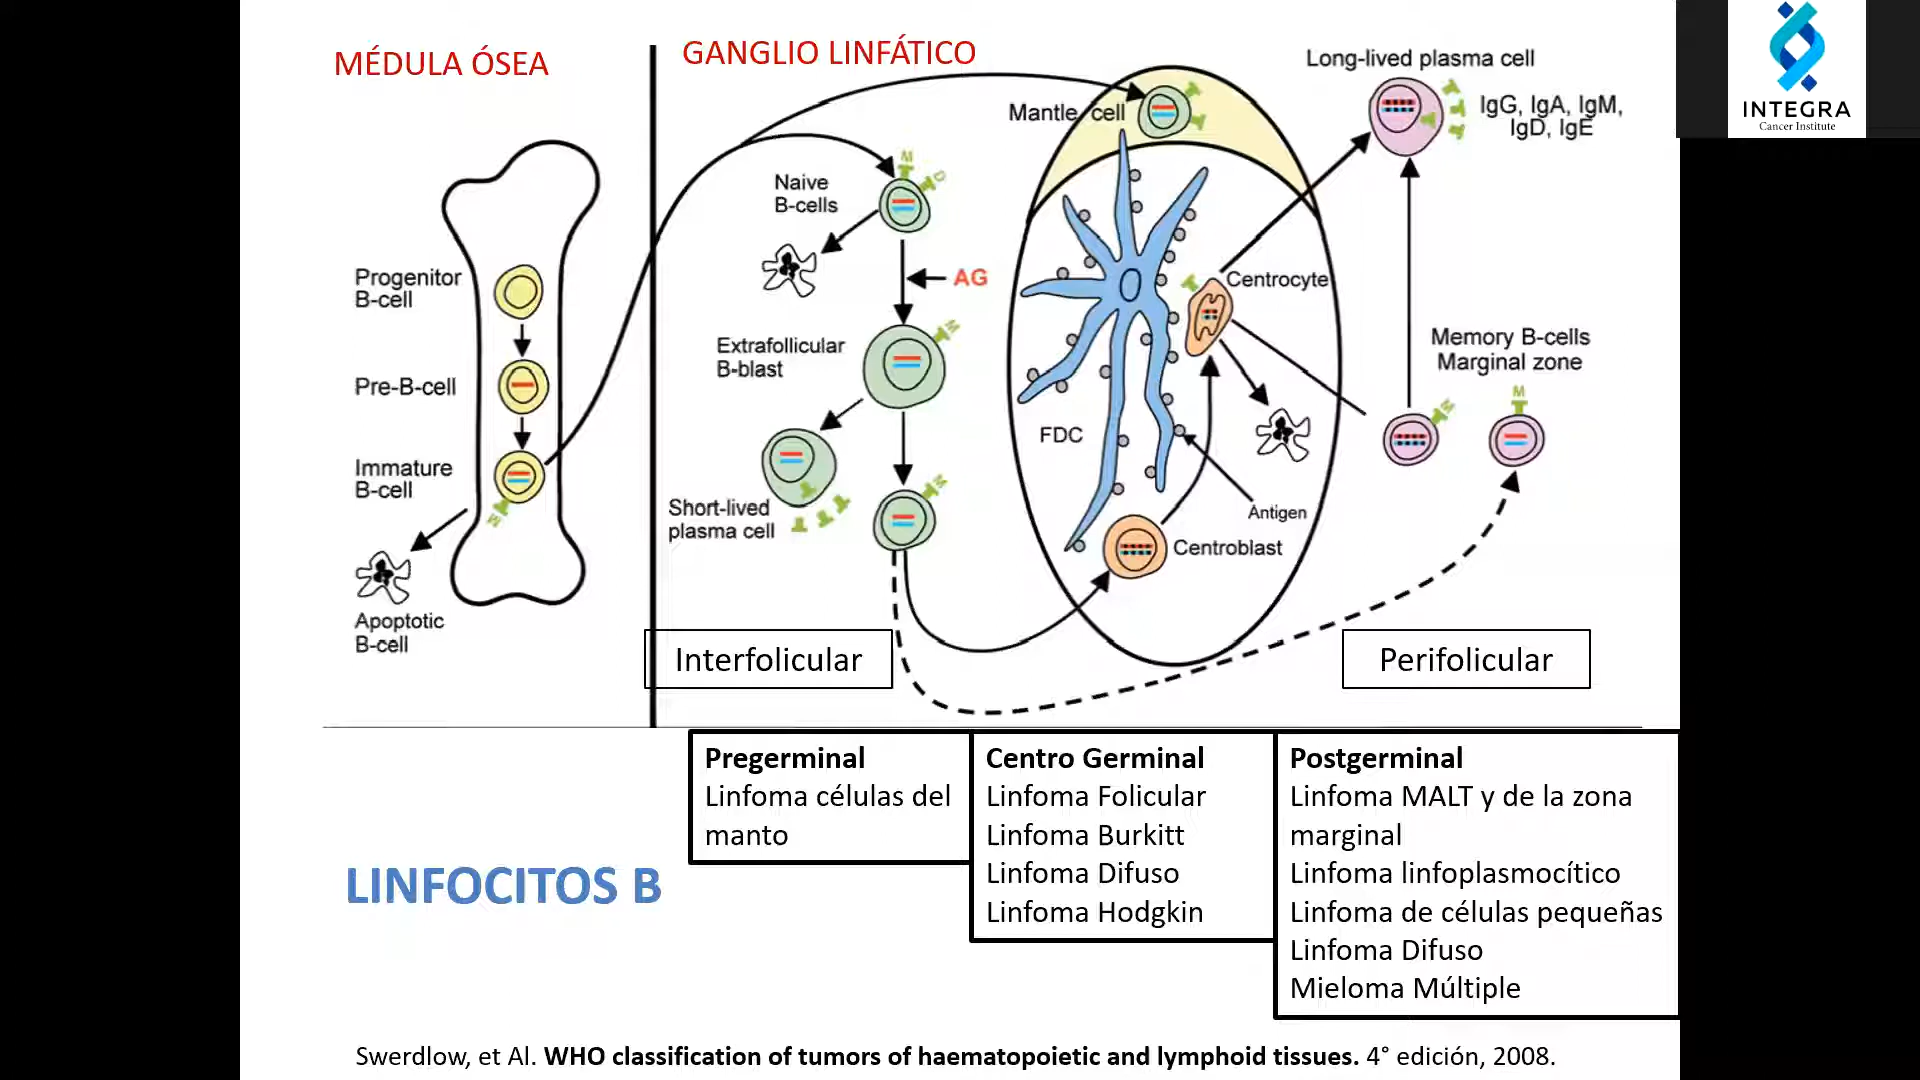 MÉDULA ÓSEA
GANGLIO LINFÁTICO
INTEGRA
Cancer Institute
Progenitor
B-cell
Pre-B-cell
Immature
B-cell
M
Apoptotic
B-cell
Naive
B-cells
M
D
AG
Extrafollicular
B-blast
M
Short-lived
plasma cell
M
Mantle cell
FDC
Centrocyte
Antigen
Centroblast
Long-lived plasma cell
IgG, IgA, IgM,
IgD, IgE
Memory B-cells
Marginal zone
M
M
Interfolicular
Perifolicular
LINFOCITOS B
Pregerminal
Linfoma células del
manto
Centro Germinal
Linfoma Folicular
Linfoma Burkitt
Linfoma Difuso
Linfoma Hodgkin
Postgerminal
Linfoma MALT y de la zona
marginal
Linfoma linfoplasmocítico
Linfoma de células pequeñas
Linfoma Difuso
Mieloma Múltiple
Swerdlow, et Al. WHO classification of tumors of haematopoietic and lymphoid tissues. 4° edición, 2008.